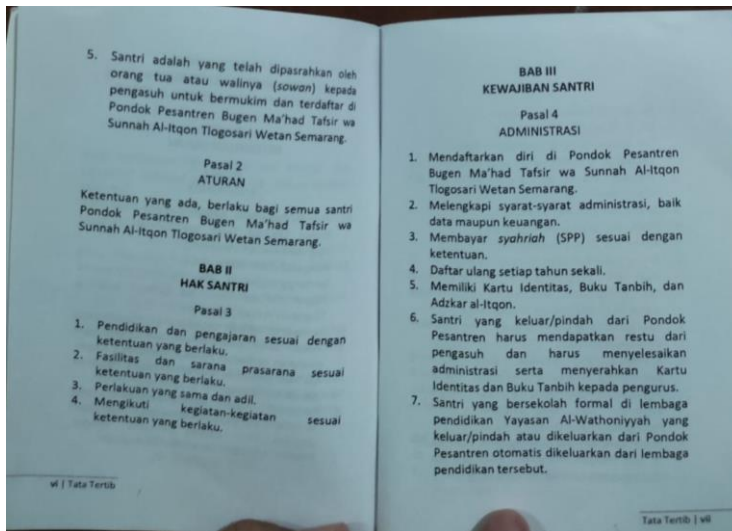 5. Santri adalah yang telah dipasrahkan oleh
orang tua atau walinya (sowan) kepada
pengasuh untuk bermukim dan terdaftar di
Pondok Pesantren Bugen Ma'had Tafsir wa
Sunnah Al-Itqon Tlogosari Wetan Semarang.
Pasal 2
ATURAN
Ketentuan yang ada, berlaku bagi semua santri
Pondok Pesantren Bugen Ma'had Tafsir wa
Sunnah Al-Itqon Tlogosari Wetan Semarang.
BAB II
HAK SANTRI
Pasal 3
1. Pendidikan dan pengajaran sesuai dengan
ketentuan yang berlaku.
2. Fasilitas dan sarana prasarana sesuai
ketentuan yang berlaku.
3. Perlakuan yang sama dan adil.
4. Mengikuti kegiatan-kegiatan sesuai
ketentuan yang berlaku.
vi | Tata Tertib
BAB III
KEWAJIBAN SANTRI
Pasal 4
ADMINISTRASI
1. Mendaftarkan diri di Pondok Pesantren
Bugen Ma'had Tafsir wa Sunnah Al-Itqon
Tlogosari Wetan Semarang.
2. Melengkapi syarat-syarat administrasi, baik
data maupun keuangan.
3. Membayar syahriah (SPP) sesuai dengan
ketentuan.
4. Daftar ulang setiap tahun sekali.
5. Memiliki Kartu Identitas, Buku Tanbih, dan
Adzkar al-Itqon.
6. Santri yang keluar/pindah dari Pondok
Pesantren harus mendapatkan restu dari
pengasuh dan harus menyelesaikan
administrasi serta menyerahkan Kartu
Identitas dan Buku Tanbih kepada pengurus.
7. Santri yang bersekolah formal di lembaga
pendidikan Yayasan Al-Wathoniyyah yang
keluar/pindah atau dikeluarkan dari Pondok
Pesantren otomatis dikeluarkan dari lembaga
pendidikan tersebut.
Tata Tertib | vii